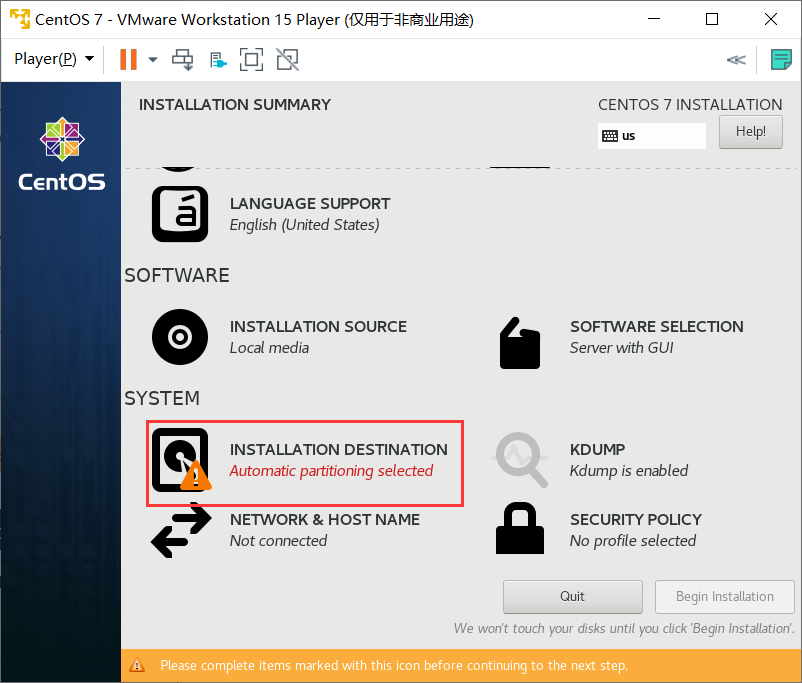 CentOS 7 - VMware Workstation 15 Player (仅用于非商业用途)
Player(P)
INSTALLATION SUMMARY
CENTOS 7 INSTALLATION
us
Help!
CentOS
á
LANGUAGE SUPPORT
English (United States)
SOFTWARE
INSTALLATION SOURCE
Local media
SOFTWARE SELECTION
Server with GUI
SYSTEM
INSTALLATION DESTINATION
Automatic partitioning selected
KDUMP
Kdump is enabled
NETWORK & HOST NAME
Not connected
SECURITY POLICY
No profile selected
Quit
Begin Installation
We won't touch your disks until you click 'Begin Installation'.
Please complete items marked with this icon before continuing to the next step.